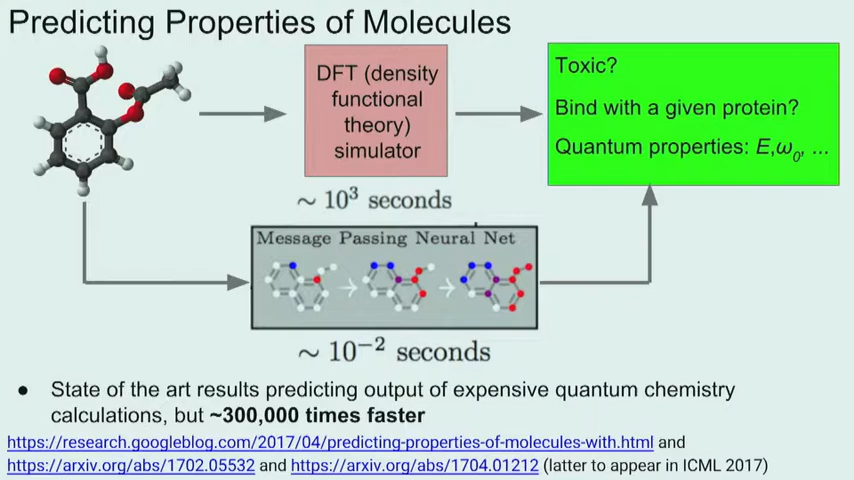 Predicting Properties of Molecules
DFT (density
functional
theory)
simulator
~ 10³ seconds
Toxic?
Bind with a given protein?
Quantum properties: E,ω₀, ...
Message Passing Neural Net
~ 10⁻² seconds
● State of the art results predicting output of expensive quantum chemistry
calculations, but ~300,000 times faster
https://research.googleblog.com/2017/04/predicting-properties-of-molecules-with.html and
https://arxiv.org/abs/1702.05532 and https://arxiv.org/abs/1704.01212 (latter to appear in ICML 2017)